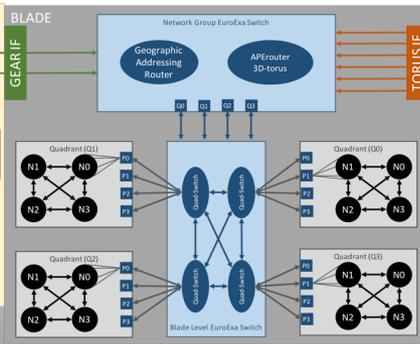 BLADE
Network Group EuroExa Switch
GEAR IF
Geographic
Addressing
Router
APErouter
3D-torus
TORUS IF
Q0
Q1
Q2
Q3
Quadrant (Q1)
N1
N0
N2
N3
P0
P1
P2
P3
Quad-Switch
Quad-Switch
Quadrant (Q0)
P0
P1
P2
P3
N1
N0
N2
N3
Quadrant (Q2)
N1
N0
N2
N3
P0
P1
P2
P3
Quad-Switch
Quad-Switch
Quadrant (Q3)
P0
P1
P2
P3
N1
N0
N2
N3
Blade Level EuroExa Switch